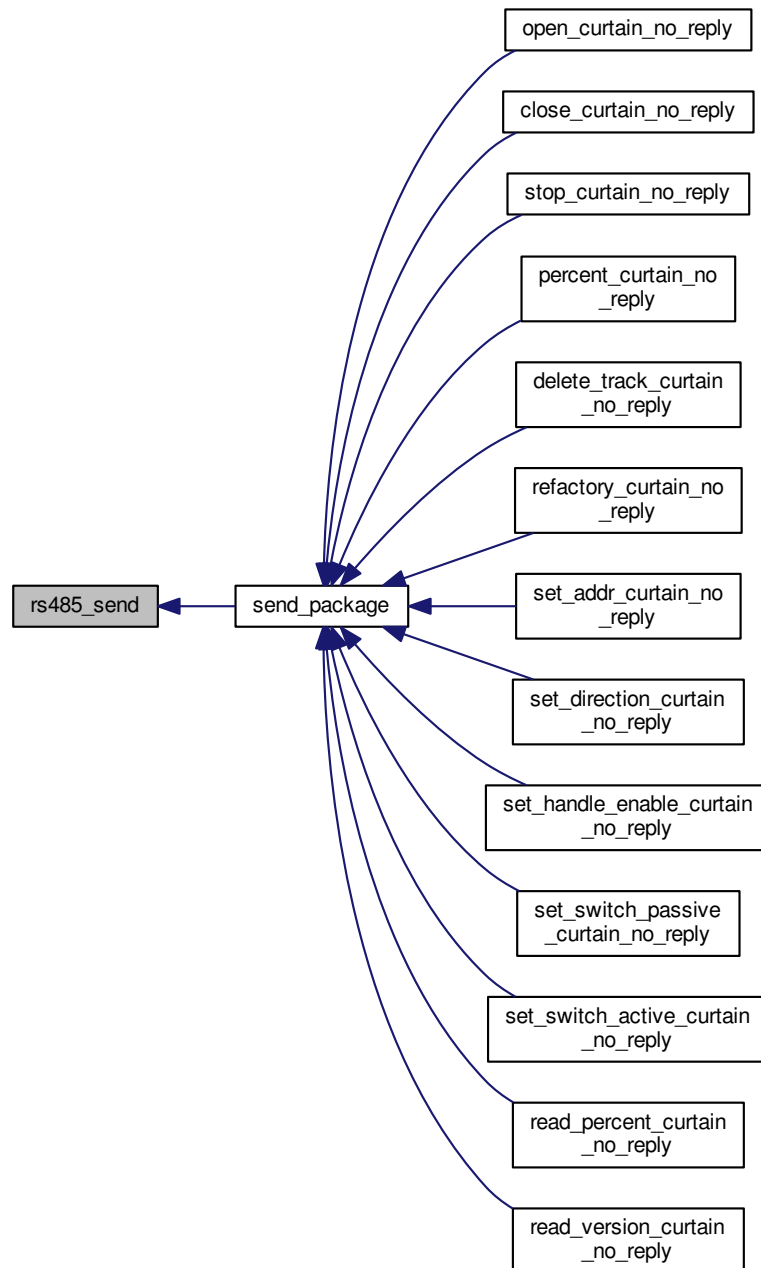 open_curtain_no_reply
close_curtain_no_reply
stop_curtain_no_reply
percent_curtain_no
_reply
delete_track_curtain
_no_reply
refactory_curtain_no
_reply
rs485_send
send_package
set_addr_curtain_no
_reply
set_direction_curtain
_no_reply
set_handle_enable_curtain
_no_reply
set_switch_passive
_curtain_no_reply
set_switch_active_curtain
_no_reply
read_percent_curtain
_no_reply
read_version_curtain
_no_reply